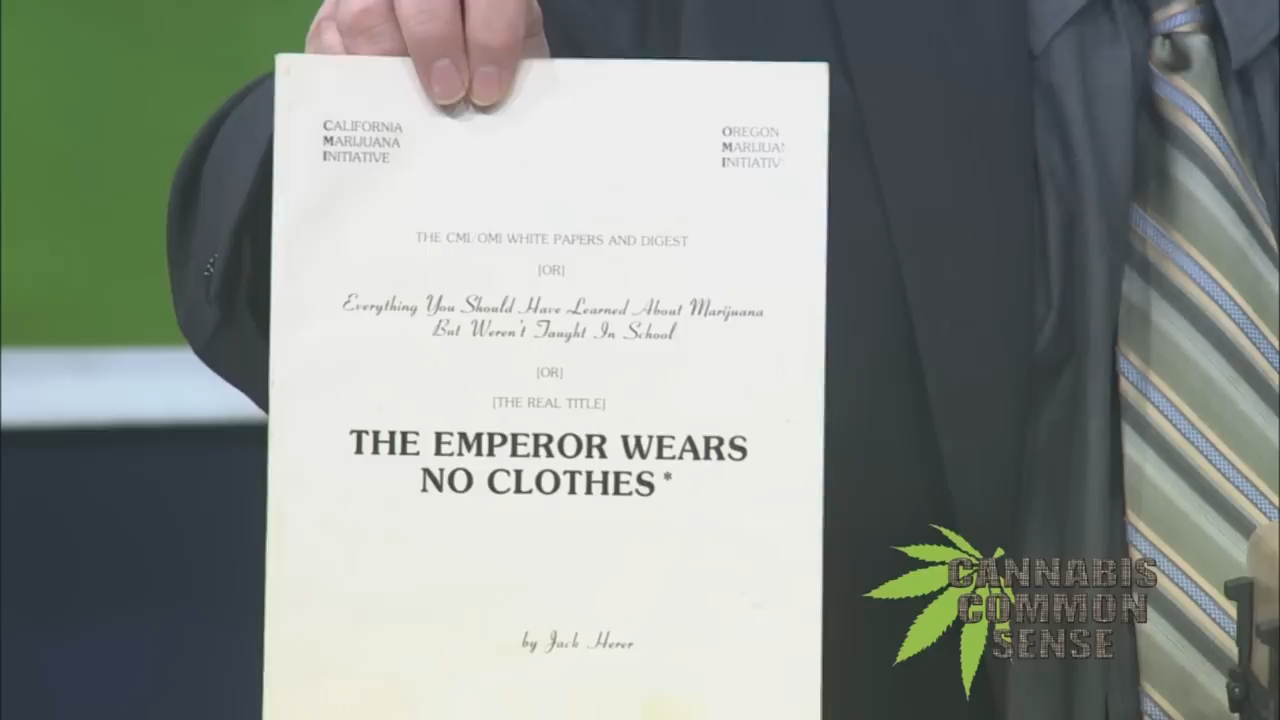 CALIFORNIA
MARIJUANA
INITIATIVE
OREGON
MARIJUAN
INITIATIV
THE CMI/OMI WHITE PAPERS AND DIGEST
[OR]
Everything You Should Have Learned About Marijuana
But Weren't Taught In School
[OR]
[THE REAL TITLE]
THE EMPEROR WEARS
NO CLOTHES*
by Jack Herer
CANNABIS
COMMON
SENSE